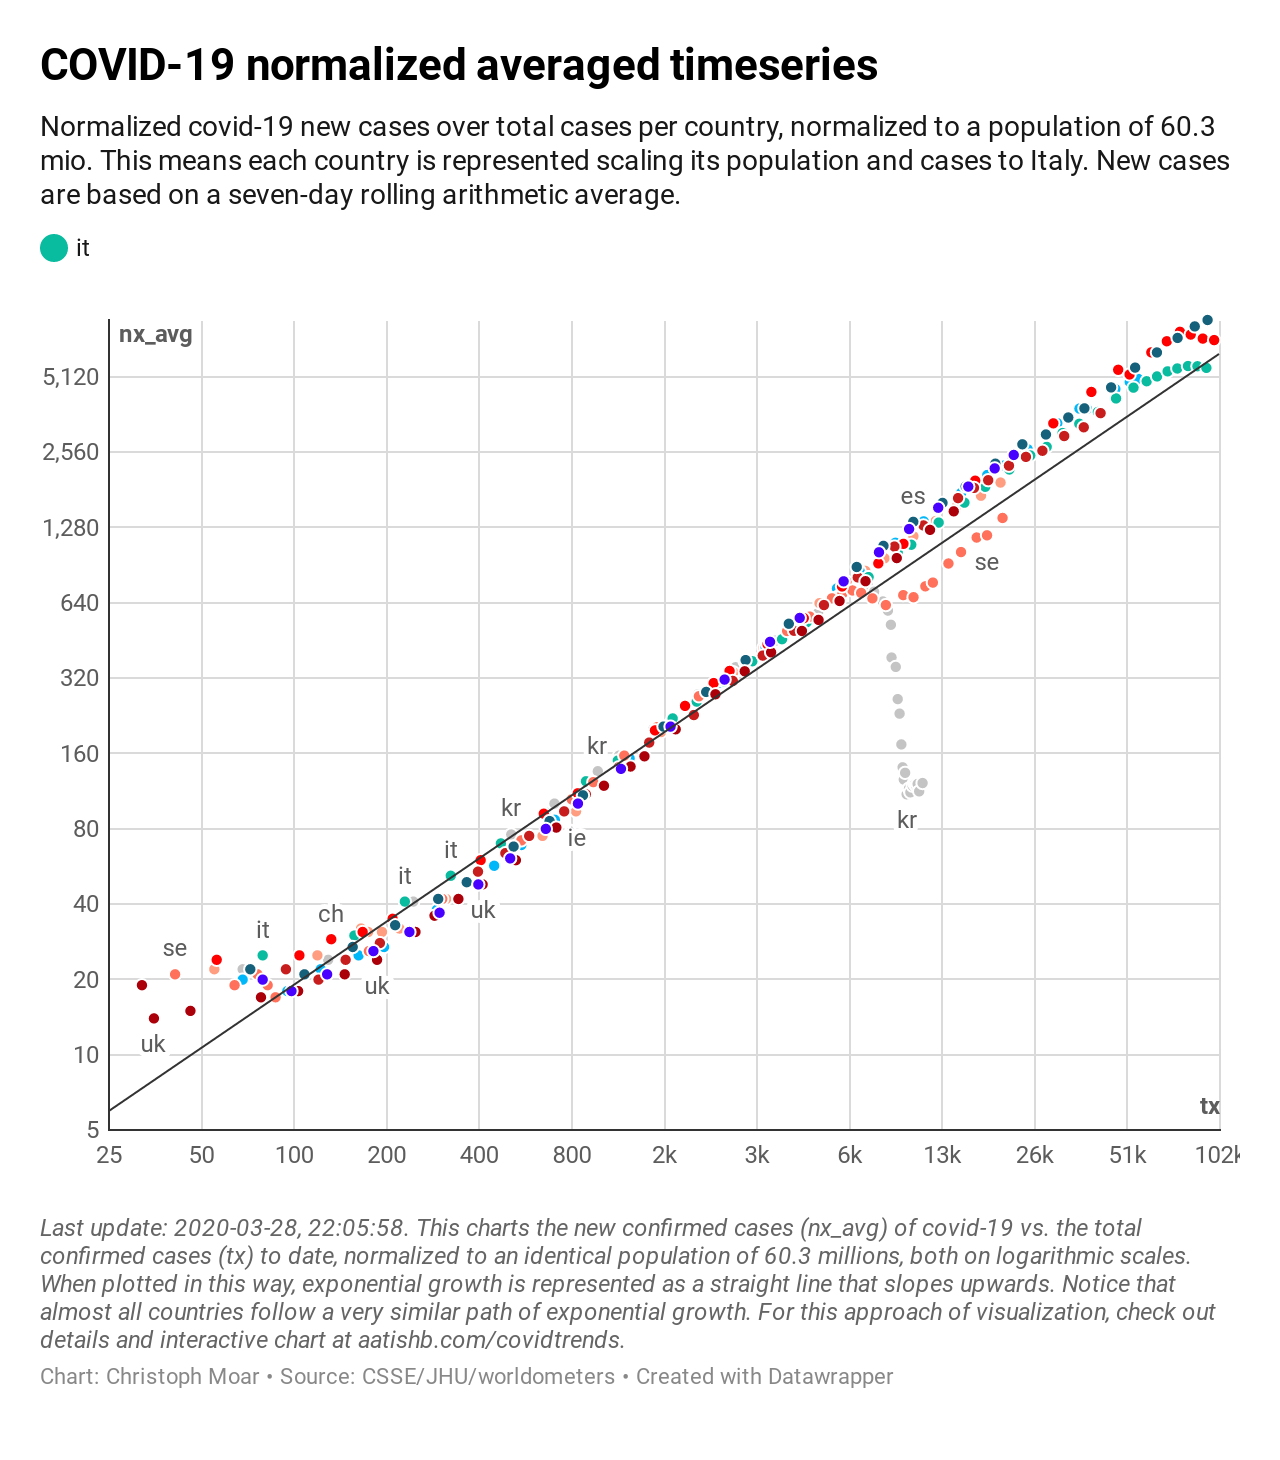 COVID-19 normalized averaged timeseries
Normalized covid-19 new cases over total cases per country, normalized to a population of 60.3
mio. This means each country is represented scaling its population and cases to Italy. New cases
are based on a seven-day rolling arithmetic average.
it
nx_avg
5,120
2,560
es
1,280
se
640
320
kr
160
kr
kr
80
ie
it
it
40
uk
ch
it
se
20
uk
uk
10
tx
5
25 50 100 200 400 800 2k 3k 6k 13k 26k 51k 102k
Last update: 2020-03-28, 22:05:58. This charts the new confirmed cases (nx_avg) of covid-19 vs. the total
confirmed cases (tx) to date, normalized to an identical population of 60.3 millions, both on logarithmic scales.
When plotted in this way, exponential growth is represented as a straight line that slopes upwards. Notice that
almost all countries follow a very similar path of exponential growth. For this approach of visualization, check out
details and interactive chart at aatishb.com/covidtrends.
Chart: Christoph Moar • Source: CSSE/JHU/worldometers • Created with Datawrapper